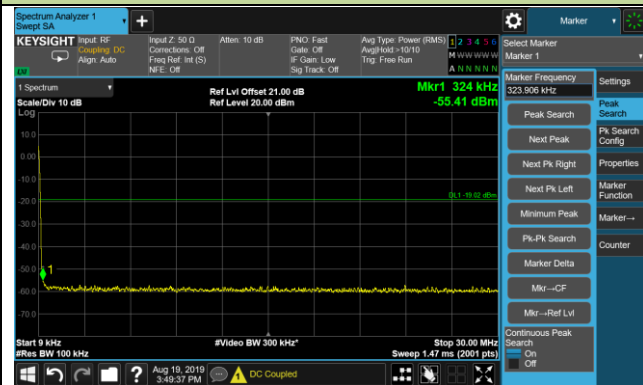 Spectrum Analyzer 1
Swept SA
+
Marker
KEYSIGHT
Input: RF
Coupling: DC
Align: Auto
Input Z: 50 Ω
Corrections: Off
Freq Ref: Int (S)
NFE: Off
Atten: 10 dB
PNO: Fast
Gate: Off
IF Gain: Low
Sig Track: Off
Avg Type: Power (RMS)
Avg|Hold:>10/10
Trig: Free Run
1 2 3 4 5 6
M W W W W W
A N N N N N
Select Marker
Marker 1
LXI
1 Spectrum
Scale/Div 10 dB
Log
Ref Lvl Offset 21.00 dB
Ref Level 20.00 dBm
Mkr1 324 kHz
-55.41 dBm
10.0
0.00
-10.0
-20.0
-30.0
-40.0
-50.0
-60.0
-70.0
DL1 -19.02 dBm
1
Start 9 kHz
#Res BW 100 kHz
#Video BW 300 kHz*
Stop 30.00 MHz
Sweep 1.47 ms (2001 pts)
Marker Frequency
323.906 kHz
Peak Search
Next Peak
Next Pk Right
Next Pk Left
Minimum Peak
Pk-Pk Search
Marker Delta
Mkr→CF
Mkr→Ref Lvl
Continuous Peak
Search
On
Off
Settings
Peak
Search
Pk Search
Config
Properties
Marker
Function
Marker→
Counter
?
Aug 19, 2019
3:49:37 PM
DC Coupled